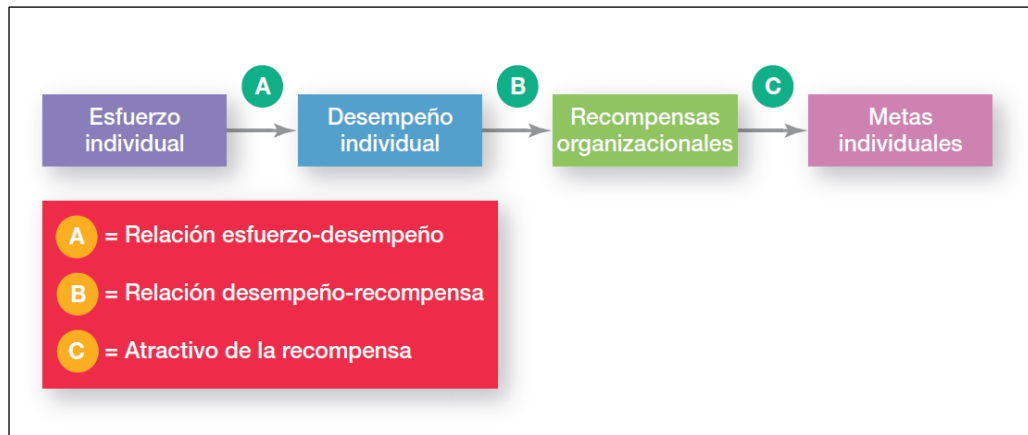 A
B
C
Esfuerzo
individual
Desempeño
individual
Recompensas
organizacionales
Metas
individuales
A = Relación esfuerzo-desempeño
B = Relación desempeño-recompensa
C = Atractivo de la recompensa